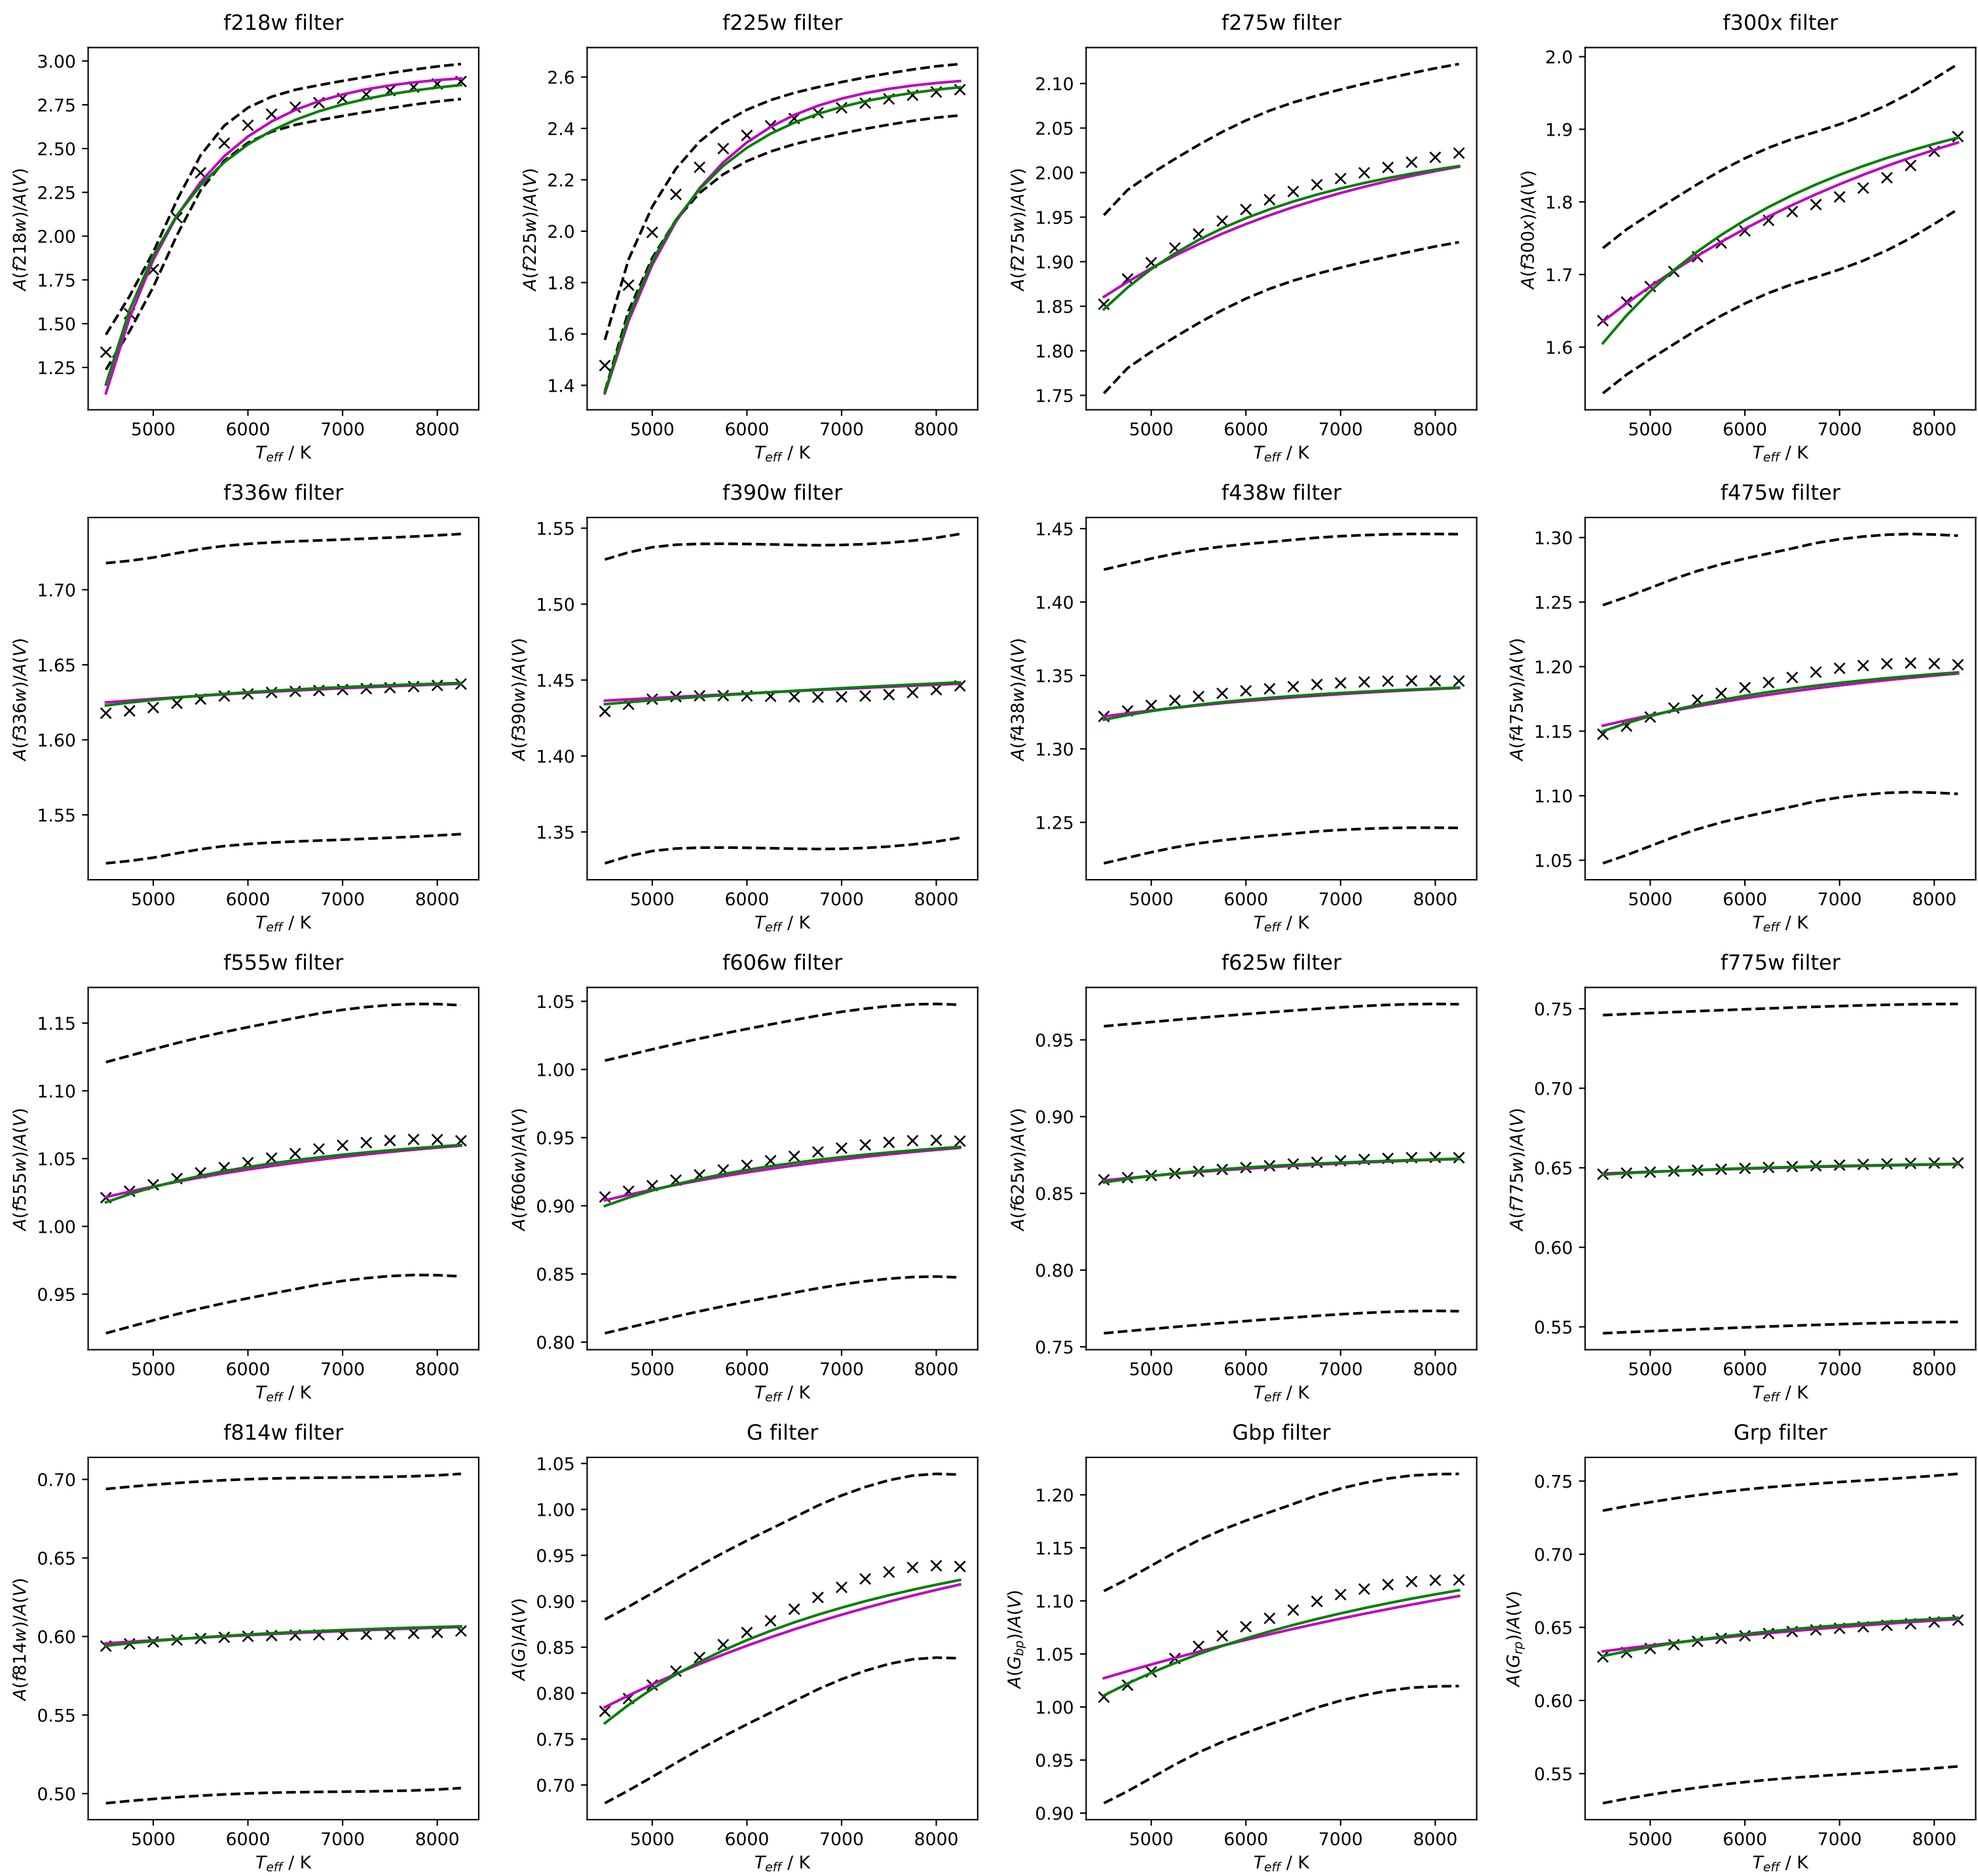 f218w filter
f225w filter
f275w filter
f300x filter
3.00
2.75
2.50
2.25
2.00
1.75
1.50
1.25
A(f218w)/A(V)
5000 6000 7000 8000
T_eff / K
2.6
2.4
2.2
2.0
1.8
1.6
1.4
A(f225w)/A(V)
5000 6000 7000 8000
T_eff / K
2.10
2.05
2.00
1.95
1.90
1.85
1.80
1.75
A(f275w)/A(V)
5000 6000 7000 8000
T_eff / K
2.0
1.9
1.8
1.7
1.6
A(f300x)/A(V)
5000 6000 7000 8000
T_eff / K
f336w filter
f390w filter
f438w filter
f475w filter
1.70
1.65
1.60
1.55
A(f336w)/A(V)
5000 6000 7000 8000
T_eff / K
1.55
1.50
1.45
1.40
1.35
A(f390w)/A(V)
5000 6000 7000 8000
T_eff / K
1.45
1.40
1.35
1.30
1.25
A(f438w)/A(V)
5000 6000 7000 8000
T_eff / K
1.30
1.25
1.20
1.15
1.10
1.05
A(f475w)/A(V)
5000 6000 7000 8000
T_eff / K
f555w filter
f606w filter
f625w filter
f775w filter
1.15
1.10
1.05
1.00
0.95
A(f555w)/A(V)
5000 6000 7000 8000
T_eff / K
1.05
1.00
0.95
0.90
0.85
0.80
A(f606w)/A(V)
5000 6000 7000 8000
T_eff / K
0.95
0.90
0.85
0.80
0.75
A(f625w)/A(V)
5000 6000 7000 8000
T_eff / K
0.75
0.70
0.65
0.60
0.55
A(f775w)/A(V)
5000 6000 7000 8000
T_eff / K
f814w filter
G filter
Gbp filter
Grp filter
0.70
0.65
0.60
0.55
0.50
A(f814w)/A(V)
5000 6000 7000 8000
T_eff / K
1.05
1.00
0.95
0.90
0.85
0.80
0.75
0.70
A(G)/A(V)
5000 6000 7000 8000
T_eff / K
1.20
1.15
1.10
1.05
1.00
0.95
0.90
A(G_bp)/A(V)
5000 6000 7000 8000
T_eff / K
0.75
0.70
0.65
0.60
0.55
A(G_rp)/A(V)
5000 6000 7000 8000
T_eff / K